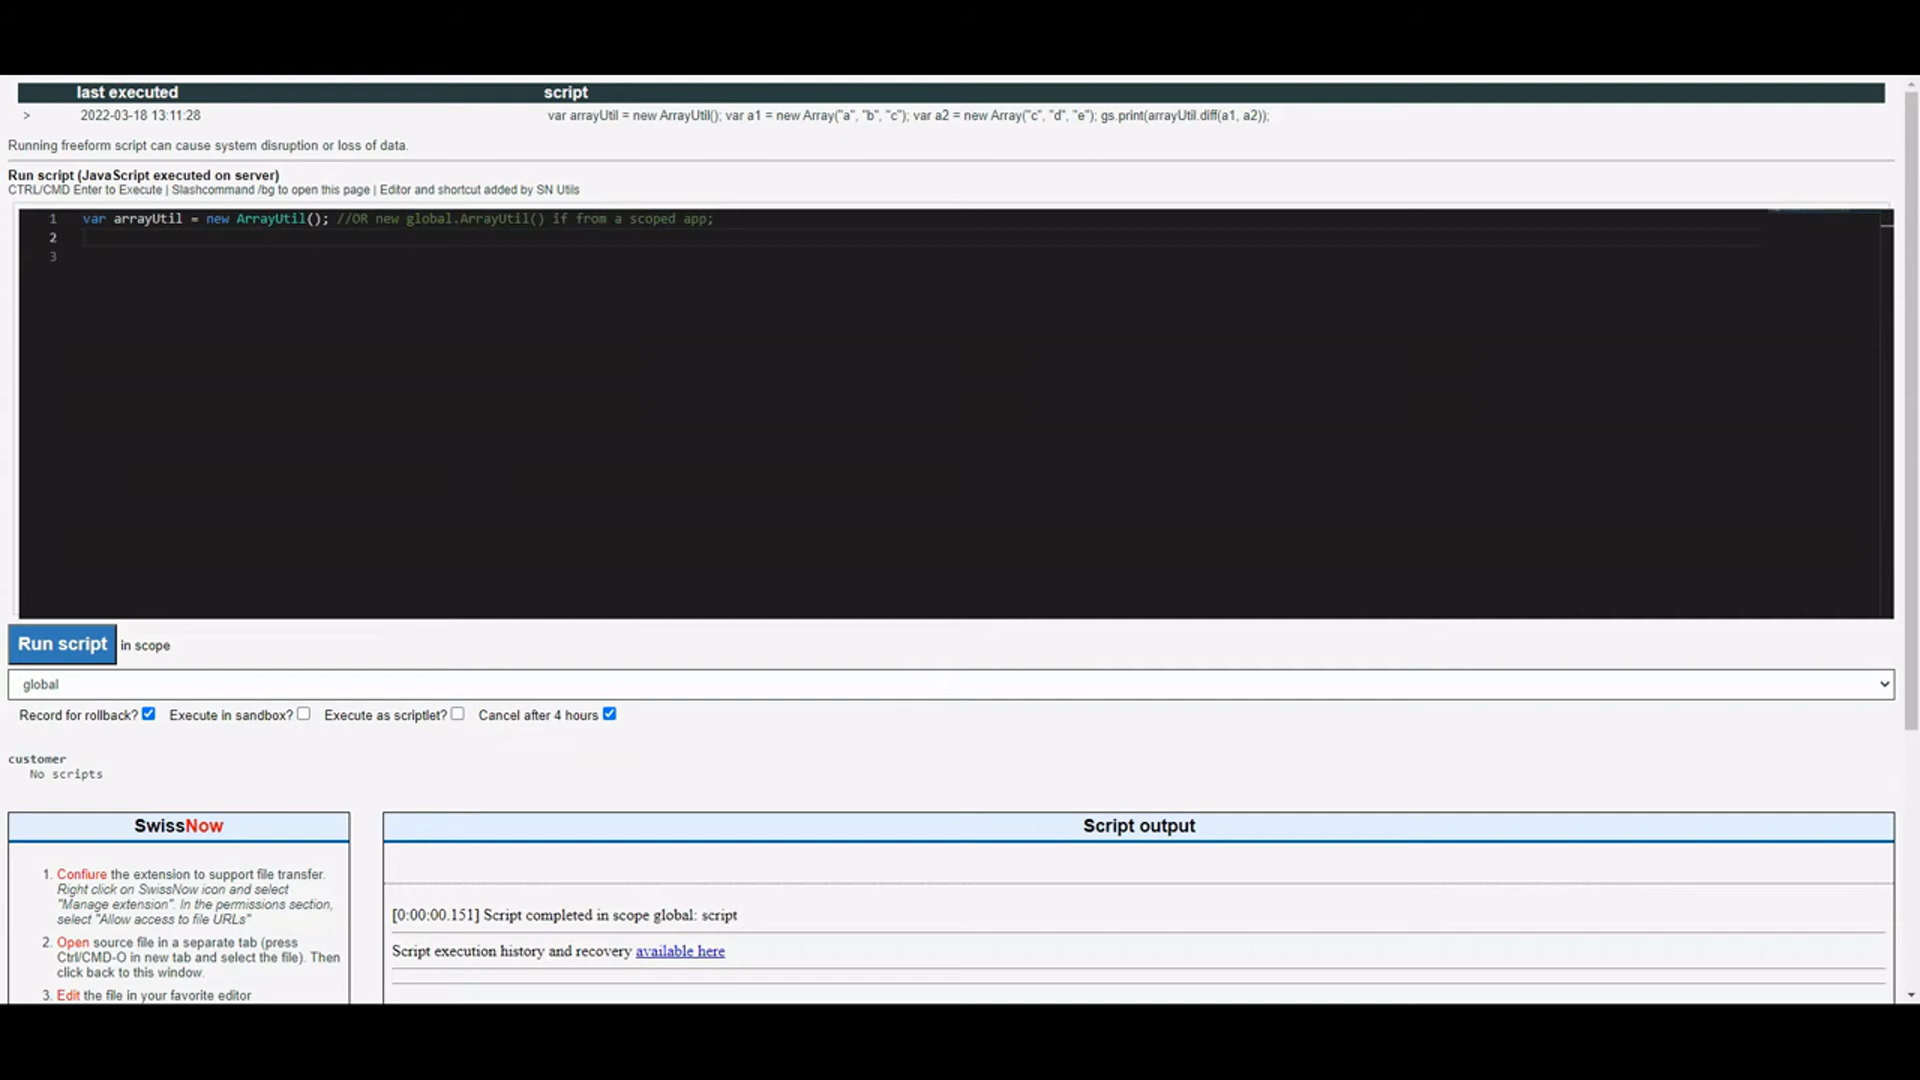 last executed script
> 2022-03-18 13:11:28 var arrayUtil = new ArrayUtil(); var a1 = new Array("a", "b", "c"); var a2 = new Array("c", "d", "e"); gs.print(arrayUtil.diff(a1, a2));
Running freeform script can cause system disruption or loss of data.
Run script (JavaScript executed on server)
CTRL/CMD Enter to Execute | Slashcommand /bg to open this page | Editor and shortcut added by SN Utils
1 var arrayUtil = new ArrayUtil(); //OR new global.ArrayUtil() if from a scoped app;
2
3
Run script in scope
global
Record for rollback? Execute in sandbox? Execute as scriptlet? Cancel after 4 hours
customer
No scripts
SwissNow
1. Confiure the extension to support file transfer.
Right click on SwissNow icon and select
"Manage extension". In the permissions section,
select "Allow access to file URLs"
2. Open source file in a separate tab (press
Ctrl/CMD-O in new tab and select the file). Then
click back to this window.
3. Edit the file in your favorite editor
Script output
[0:00:00.151] Script completed in scope global: script
Script execution history and recovery available here